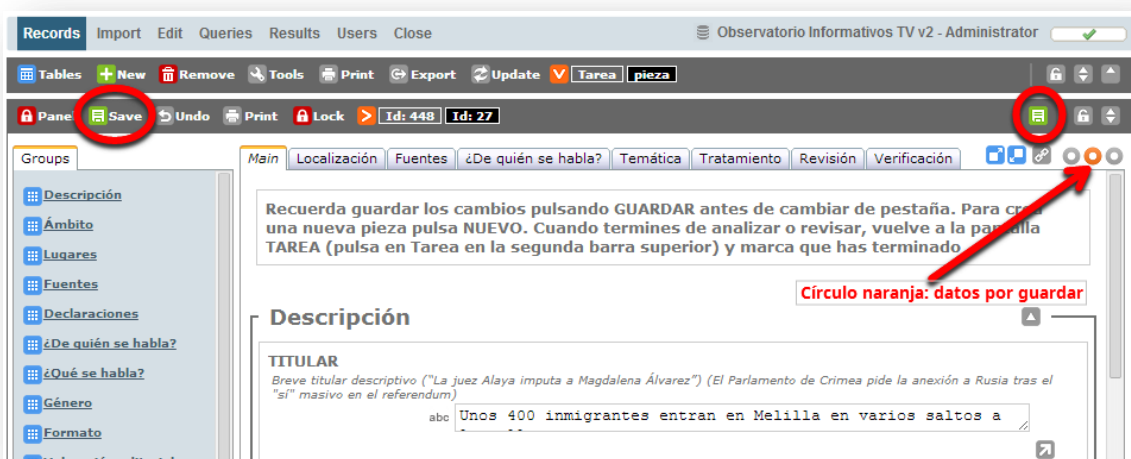 Records Import Edit Queries Results Users Close Observatorio Informativos TV v2 - Administrator
Tables New Remove Tools Print Export Update Tarea pieza
Panel Save Undo Print Lock Id: 448 Id: 27
Groups Main Localización Fuentes ¿De quién se habla? Temática Tratamiento Revisión Verificación
Descripción
Ámbito
Lugares
Fuentes
Declaraciones
¿De quién se habla?
¿Qué se habla?
Género
Formato
Recuerda guardar los cambios pulsando GUARDAR antes de cambiar de pestaña. Para crea
una nueva pieza pulsa NUEVO. Cuando termines de analizar o revisar, vuelve a la pantalla
TAREA (pulsa en Tarea en la segunda barra superior) y marca que has terminado
Círculo naranja: datos por guardar
Descripción
TITULAR
Breve titular descriptivo ("La juez Alaya imputa a Magdalena Álvarez") (El Parlamento de Crimea pide la anexión a Rusia tras el
"sí" masivo en el referendum)
abc Unos 400 inmigrantes entran en Melilla en varios saltos a